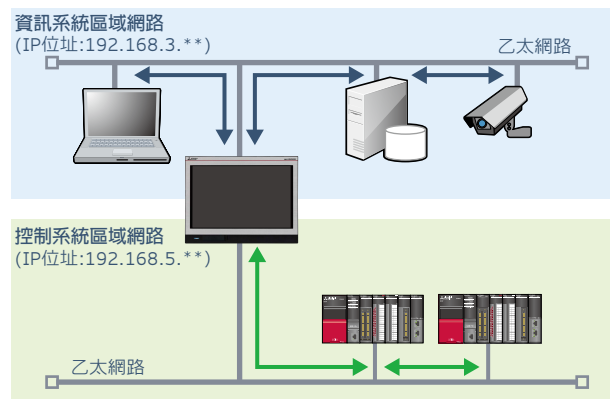 資訊系統區域網路
(IP位址:192.168.3.**)
乙太網路
控制系統區域網路
(IP位址:192.168.5.**)
乙太網路